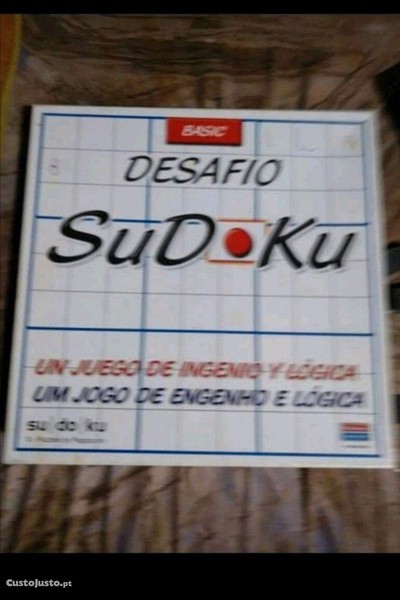 BASIC
DESAFIO
SuDoKu
UN JUEGO DE INGENIO Y LÓGICA
UM JOGO DE ENGENHO E LÓGICA
su do ku
CustoJusto.pt